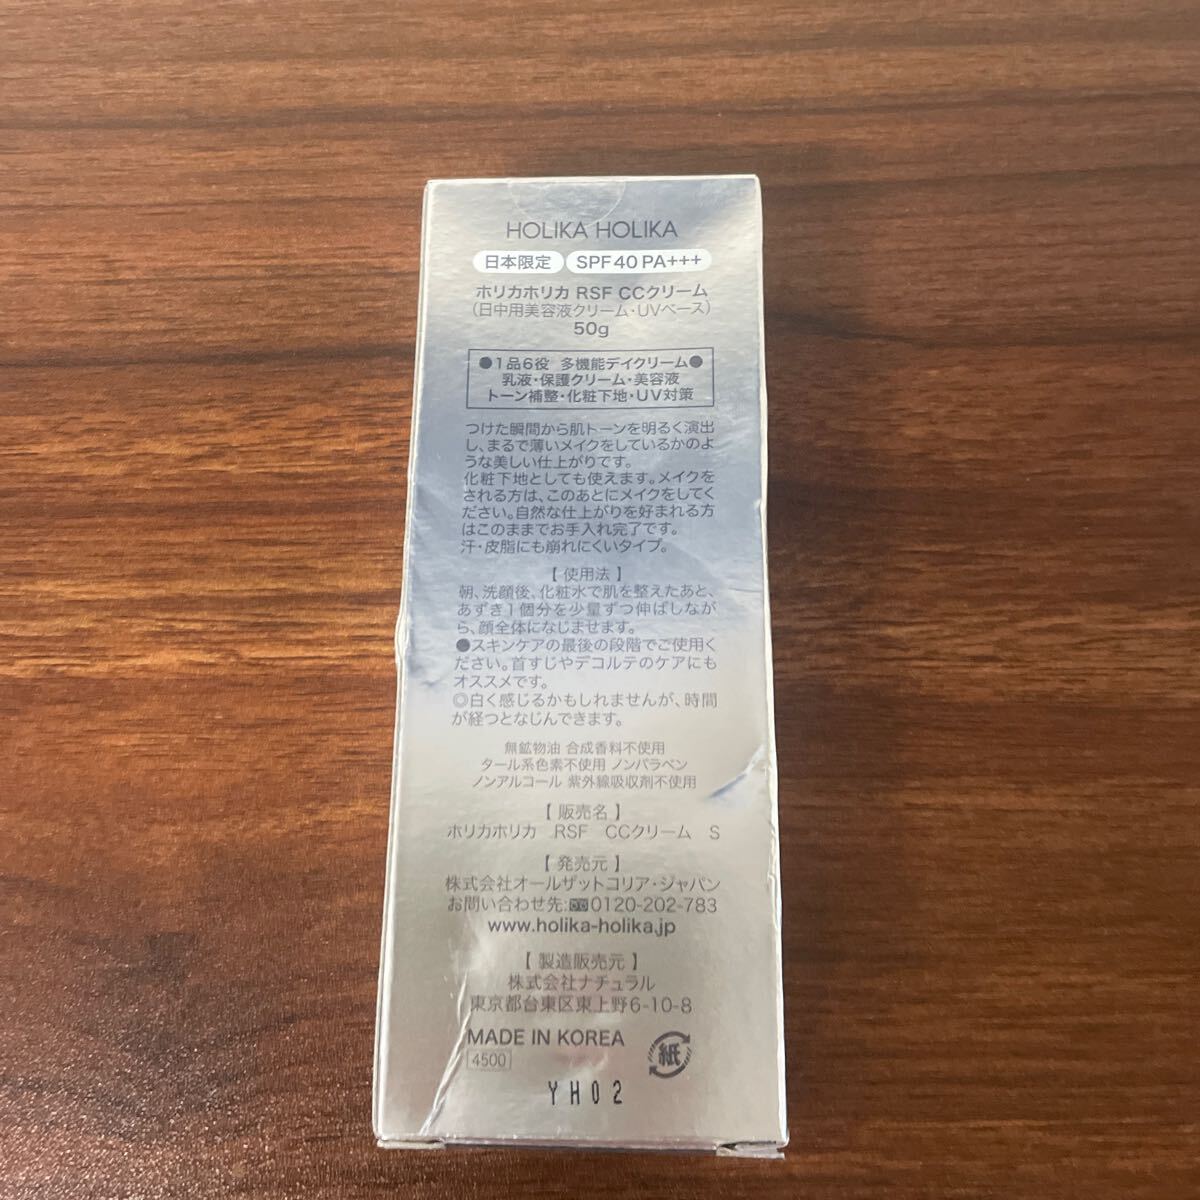 HOLIKA HOLIKA
日本限定 SPF40 PA+++
ホリカホリカ RSF CCクリーム
（日中用美容液クリーム・UVベース）
50g
●1品6役 多機能デイクリーム●
乳液・保護クリーム・美容液
トーン補整・化粧下地・UV対策
つけた瞬間から肌トーンを明るく演出
し、まるで薄いメイクをしているかのよ
うな美しい仕上がりです。
化粧下地としても使えます。メイクを
される方は、このあとにメイクをしてく
ださい。自然な仕上がりを好まれる方
はこのままでお手入れ完了です。
汗・皮脂にも崩れにくいタイプ。
【 使用法 】
朝、洗顔後、化粧水で肌を整えたあと、
あずき1個分を少量ずつ伸ばしなが
ら、顔全体になじませます。
●スキンケアの最後の段階でご使用く
ださい。首すじやデコルテのケアにも
オススメです。
◎白く感じるかもしれませんが、時間
が経つとなじんできます。
無鉱物油 合成香料不使用
タール系色素不使用 ノンパラベン
ノンアルコール 紫外線吸収剤不使用
【 販売名 】
ホリカホリカ RSF CCクリーム S
【 発売元 】
株式会社オールザットコリア・ジャパン
お問い合わせ先:0120-202-783
www.holika-holika.jp
【 製造販売元 】
株式会社ナチュラル
東京都台東区東上野6-10-8
MADE IN KOREA
4500
紙
YH02